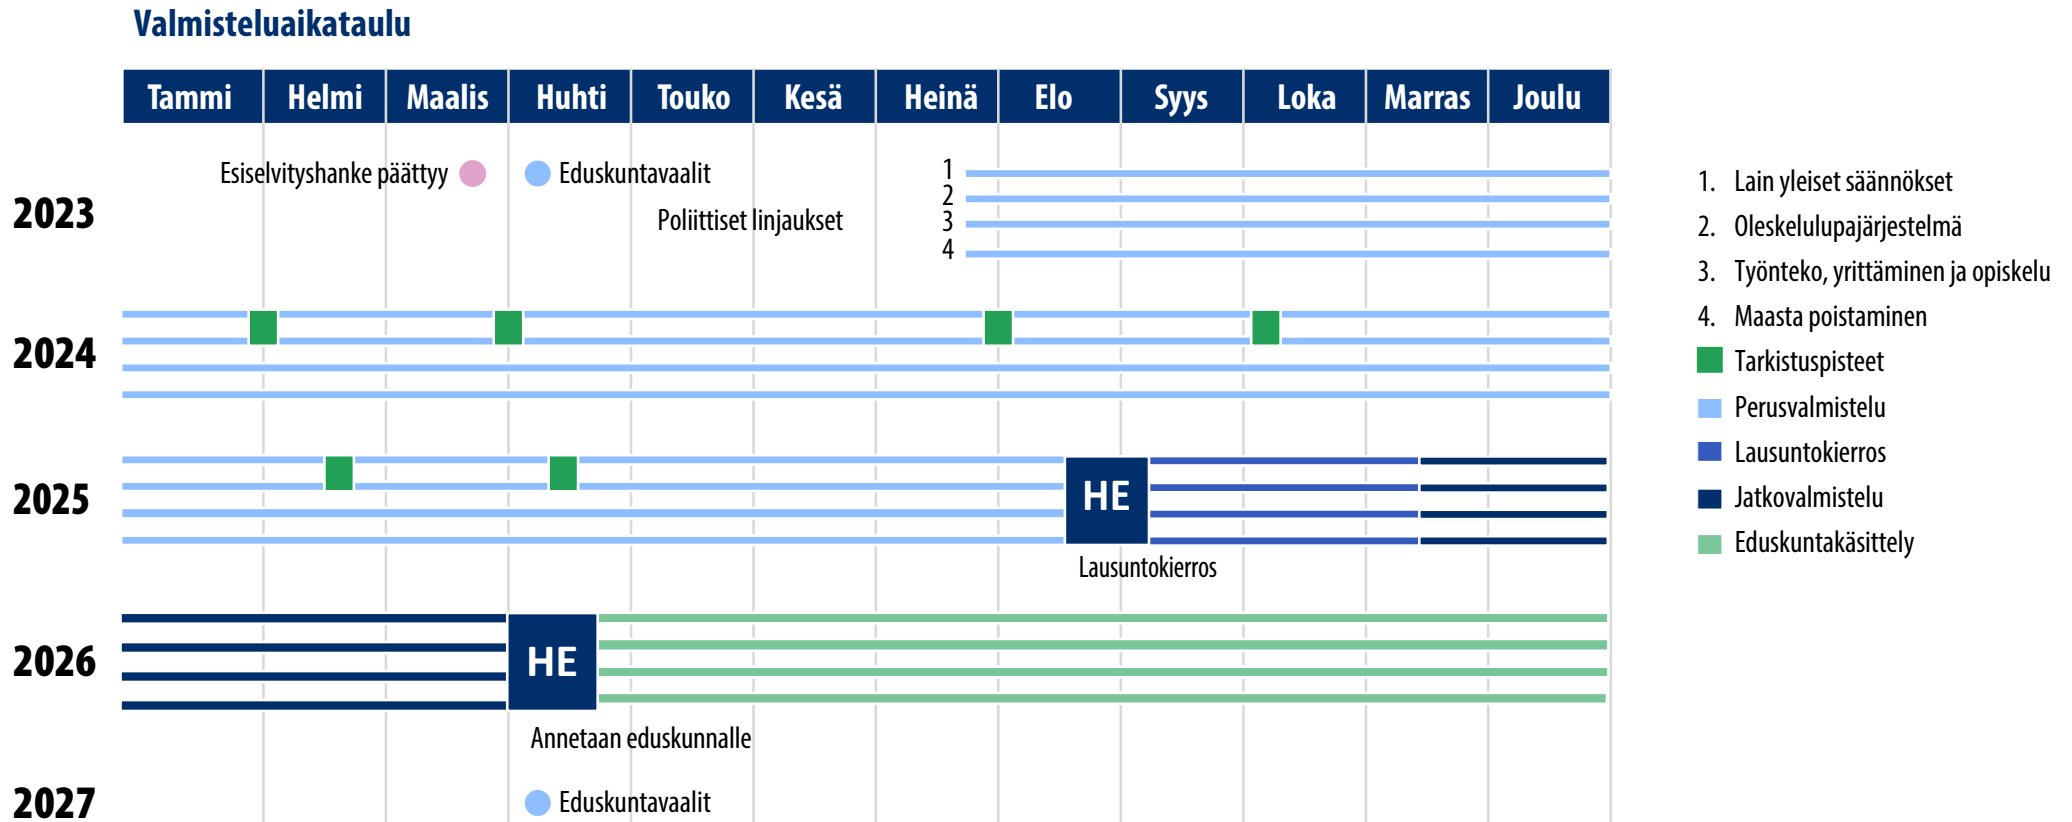 Valmisteluaikataulu
Tammi Helmi Maalis Huhti Touko Kesä Heinä Elo Syys Loka Marras Joulu
2023
Esiselvityshanke päättyy
Eduskuntavaalit
Poliittiset linjaukset
1
2
3
4
2024
2025
HE
Lausuntokierros
2026
HE
Annetaan eduskunnalle
2027
Eduskuntavaalit
1. Lain yleiset säännökset
2. Oleskelulupajärjestelmä
3. Työnteko, yrittäminen ja opiskelu
4. Maasta poistaminen
Tarkistuspisteet
Perusvalmistelu
Lausuntokierros
Jatkovalmistelu
Eduskuntakäsittely